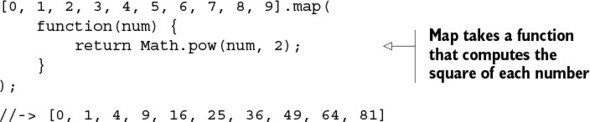 [0, 1, 2, 3, 4, 5, 6, 7, 8, 9].map(
function(num) {
return Math.pow(num, 2);
}
);
//-> [0, 1, 4, 9, 16, 25, 36, 49, 64, 81]
Map takes a function
that computes the
square of each number